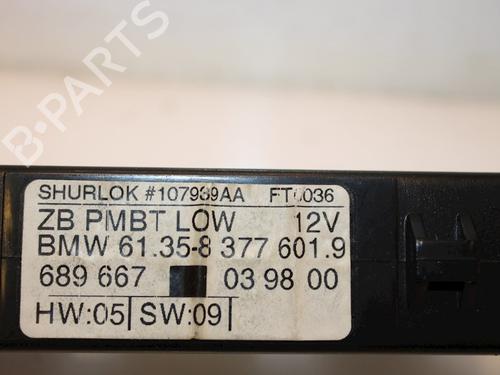 B-PARTS
SHURLOK #107939AA FT0036
ZB PMBT LOW 12V
BMW 61.35-8 377 601.9
689 667 03 98 00
HW:05 SW:09